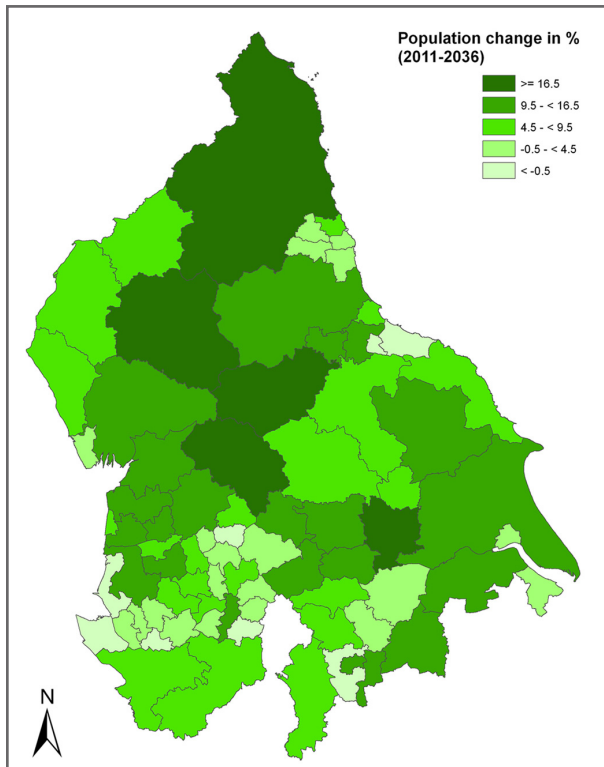 Population change in %
(2011-2036)
>= 16.5
9.5 - < 16.5
4.5 - < 9.5
-0.5 - < 4.5
< -0.5
N